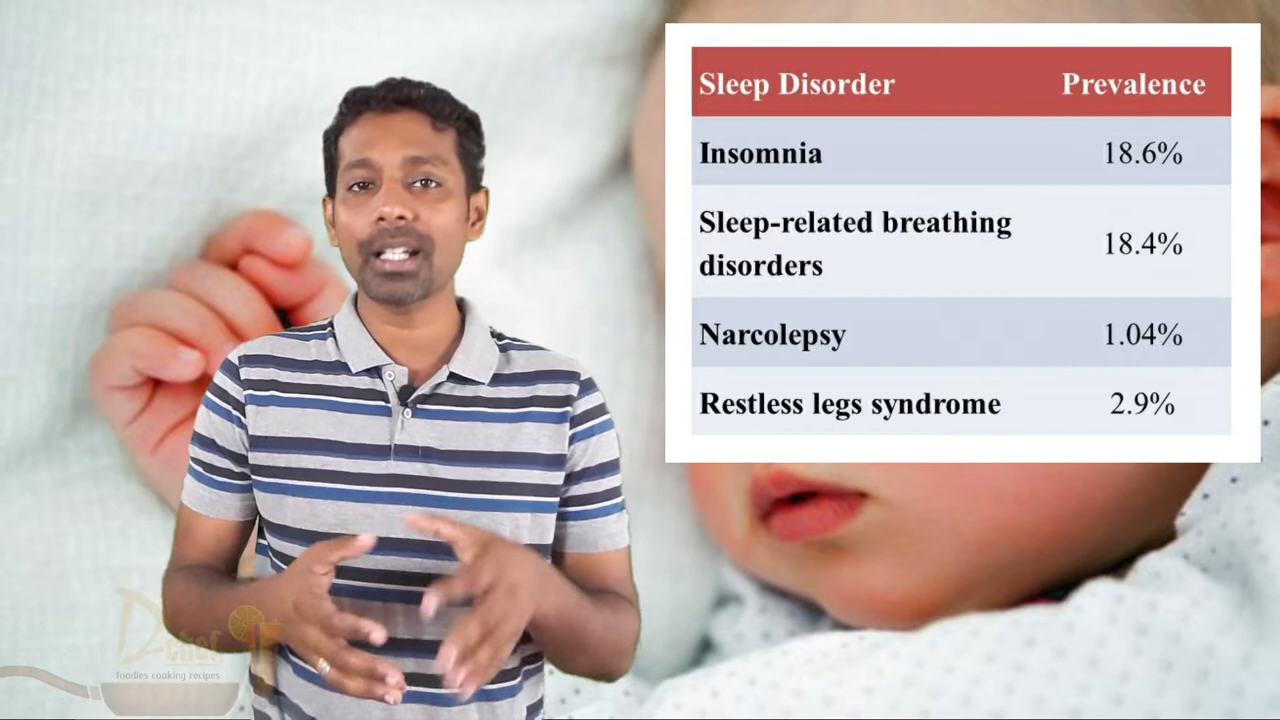 Sleep Disorder Prevalence
Insomnia 18.6%
Sleep-related breathing
disorders 18.4%
Narcolepsy 1.04%
Restless legs syndrome 2.9%
D
chef
foodies cooking recipes